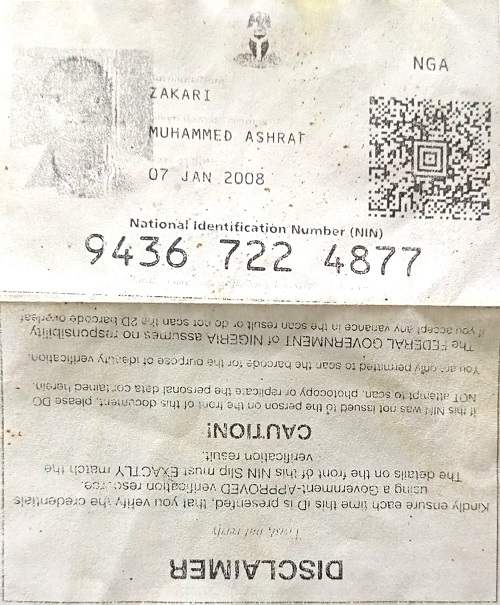 NGA
ZAKARI
MUHAMMED ASHRAF
07 JAN 2008
National Identification Number (NIN)
9436 722 4877
DISCLAIMER
Trust, but verify
Kindly ensure each time this ID is presented, that you verify the credentials
using a Government-APPROVED verification resource.
The details on the front of this NIN Slip must EXACTLY match the
verification result.
CAUTION!
If this NIN was not issued to the person on the front of this document, please DO
NOT attempt to scan, photocopy or replicate the personal data contained herein.
You are only permitted to scan the barcode for the purpose of identity verification.
The FEDERAL GOVERNMENT of NIGERIA assumes no responsibility
if you accept any variance in the scan result or do not scan the 2D barcode overleaf